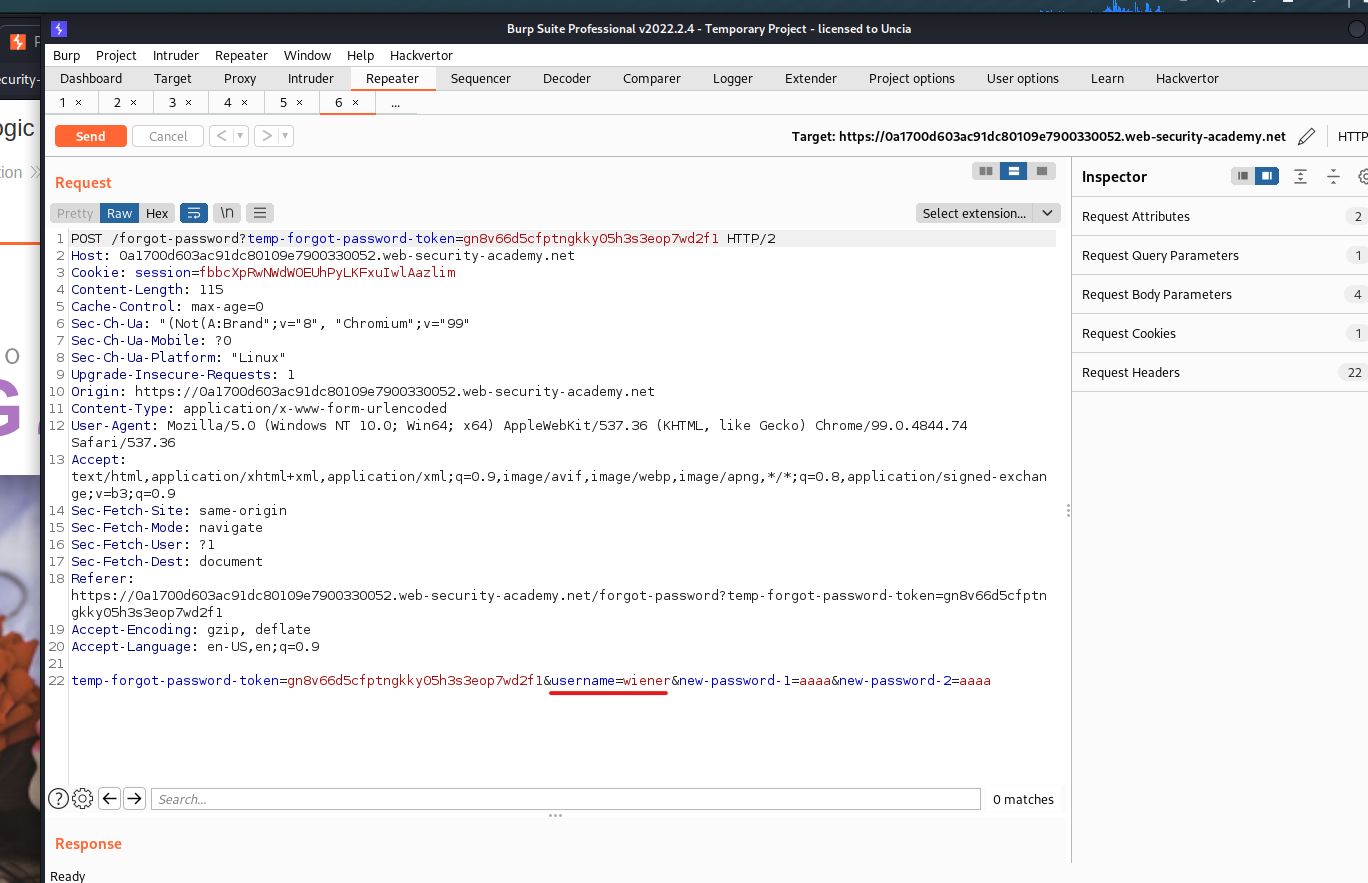 Burp Suite Professional v2022.2.4 - Temporary Project - licensed to Uncia
Burp Project Intruder Repeater Window Help Hackvertor
Dashboard Target Proxy Intruder Repeater Sequencer Decoder Comparer Logger Extender Project options User options Learn Hackvertor
1 × 2 × 3 × 4 × 5 × 6 × ...
Send Cancel < > Target: https://0a1700d603ac91dc80109e7900330052.web-security-academy.net HTTP
Request
Pretty Raw Hex \n Select extension...
1 POST /forgot-password?temp-forgot-password-token=gn8v66d5cfptngkky05h3s3eop7wd2f1 HTTP/2
2 Host: 0a1700d603ac91dc80109e7900330052.web-security-academy.net
3 Cookie: session=fbbcXpRwNWdWOEUhPyLKFxuIwlAazlim
4 Content-Length: 115
5 Cache-Control: max-age=0
6 Sec-Ch-Ua: "(Not(A:Brand";v="8", "Chromium";v="99"
7 Sec-Ch-Ua-Mobile: ?0
8 Sec-Ch-Ua-Platform: "Linux"
9 Upgrade-Insecure-Requests: 1
10 Origin: https://0a1700d603ac91dc80109e7900330052.web-security-academy.net
11 Content-Type: application/x-www-form-urlencoded
12 User-Agent: Mozilla/5.0 (Windows NT 10.0; Win64; x64) AppleWebKit/537.36 (KHTML, like Gecko) Chrome/99.0.4844.74
Safari/537.36
13 Accept:
text/html,application/xhtml+xml,application/xml;q=0.9,image/avif,image/webp,image/apng,*/*;q=0.8,application/signed-exchan
ge;v=b3;q=0.9
14 Sec-Fetch-Site: same-origin
15 Sec-Fetch-Mode: navigate
16 Sec-Fetch-User: ?1
17 Sec-Fetch-Dest: document
18 Referer:
https://0a1700d603ac91dc80109e7900330052.web-security-academy.net/forgot-password?temp-forgot-password-token=gn8v66d5cfptn
gkky05h3s3eop7wd2f1
19 Accept-Encoding: gzip, deflate
20 Accept-Language: en-US,en;q=0.9
21
22 temp-forgot-password-token=gn8v66d5cfptngkky05h3s3eop7wd2f1&username=wiener&new-password-1=aaaa&new-password-2=aaaa
? Search... 0 matches
Response
Ready
Inspector
Request Attributes 2
Request Query Parameters 1
Request Body Parameters 4
Request Cookies 1
Request Headers 22